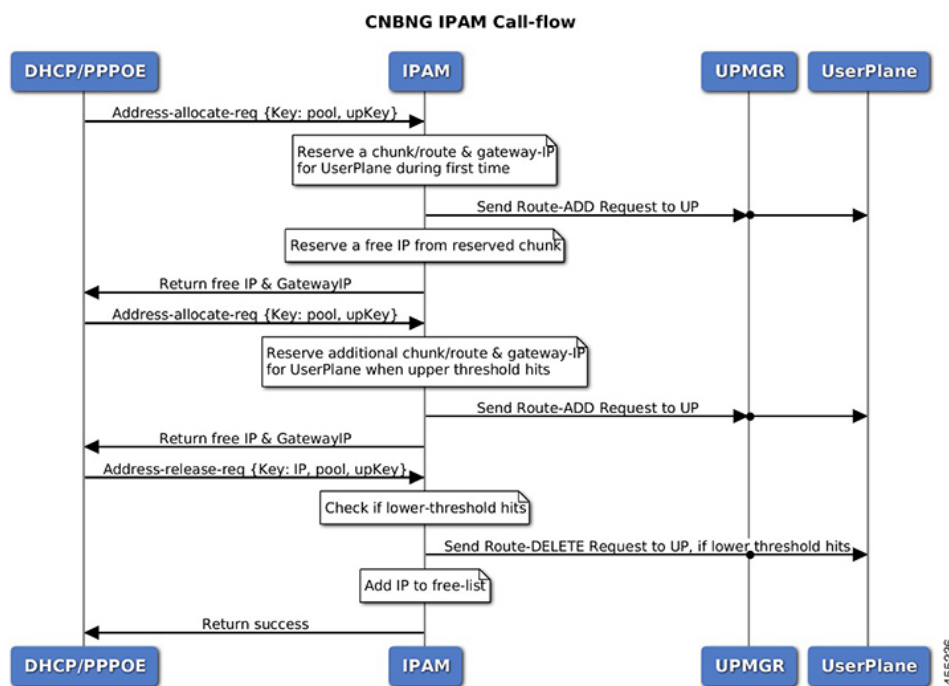 CNBNG IPAM Call-flow
DHCP/PPPOE
IPAM
UPMGR
UserPlane
Address-allocate-req {Key: pool, upKey}
Reserve a chunk/route & gateway-IP
for UserPlane during first time
Send Route-ADD Request to UP
Reserve a free IP from reserved chunk
Return free IP & GatewayIP
Address-allocate-req {Key: pool, upKey}
Reserve additional chunk/route & gateway-IP
for UserPlane when upper threshold hits
Send Route-ADD Request to UP
Return free IP & GatewayIP
Address-release-req {Key: IP, pool, upKey}
Check if lower-threshold hits
Send Route-DELETE Request to UP, if lower threshold hits
Add IP to free-list
Return success
DHCP/PPPOE
IPAM
UPMGR
UserPlane